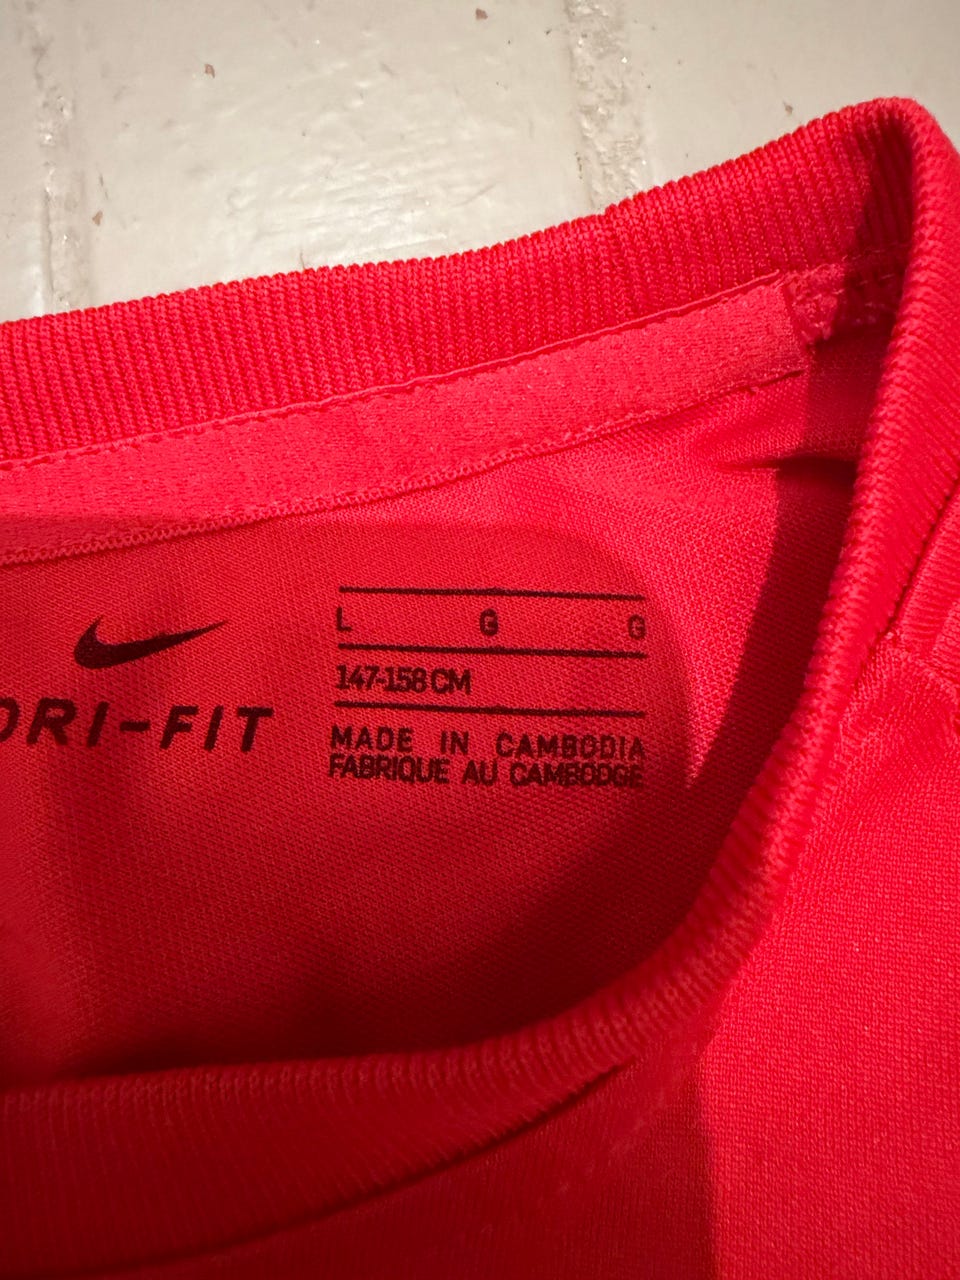 L G G
147-158 CM
DRI-FIT
MADE IN CAMBODIA
FABRIQUE AU CAMBODGE